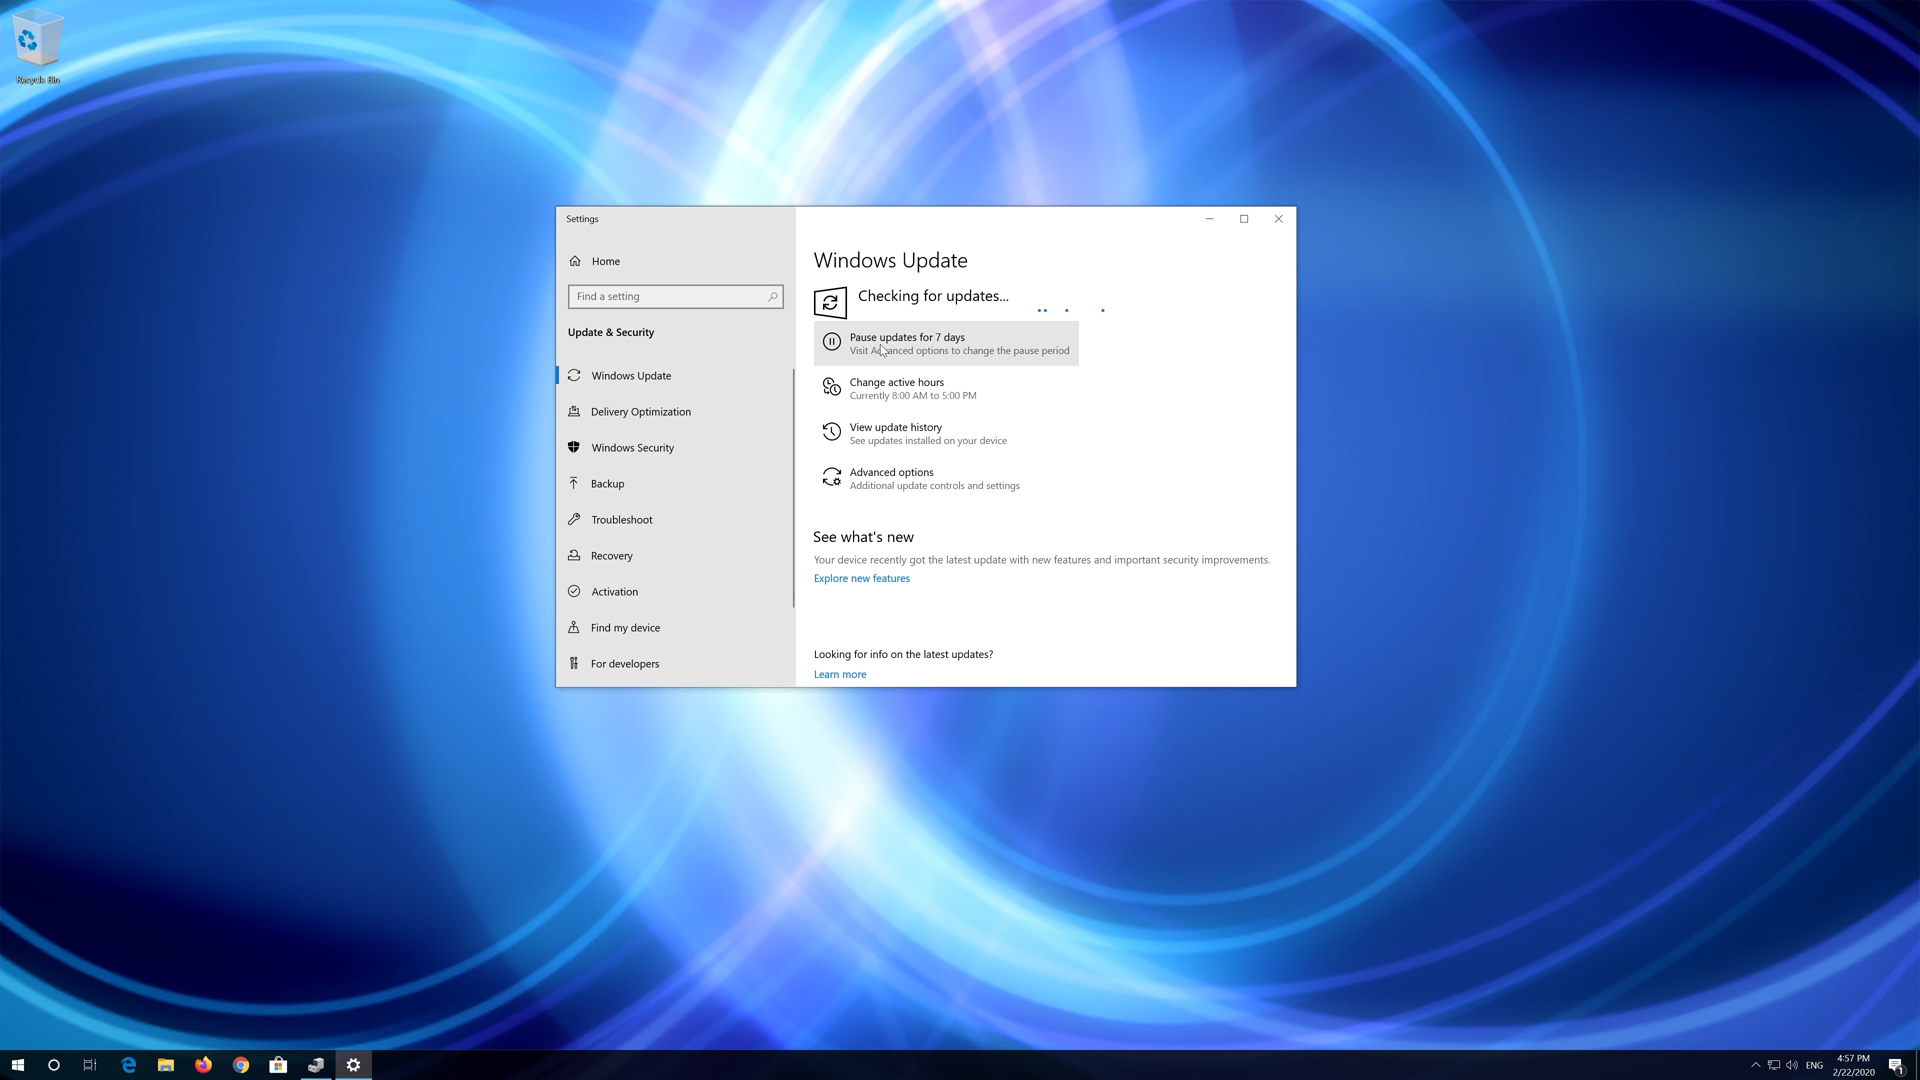 Recycle Bin
Settings
Home
Find a setting
Update & Security
Windows Update
Delivery Optimization
Windows Security
Backup
Troubleshoot
Recovery
Activation
Find my device
For developers
Windows Update
Checking for updates...
Pause updates for 7 days
Visit Advanced options to change the pause period
Change active hours
Currently 8:00 AM to 5:00 PM
View update history
See updates installed on your device
Advanced options
Additional update controls and settings
See what's new
Your device recently got the latest update with new features and important security improvements.
Explore new features
Looking for info on the latest updates?
Learn more
ENG
4:57 PM
2/22/2020
1